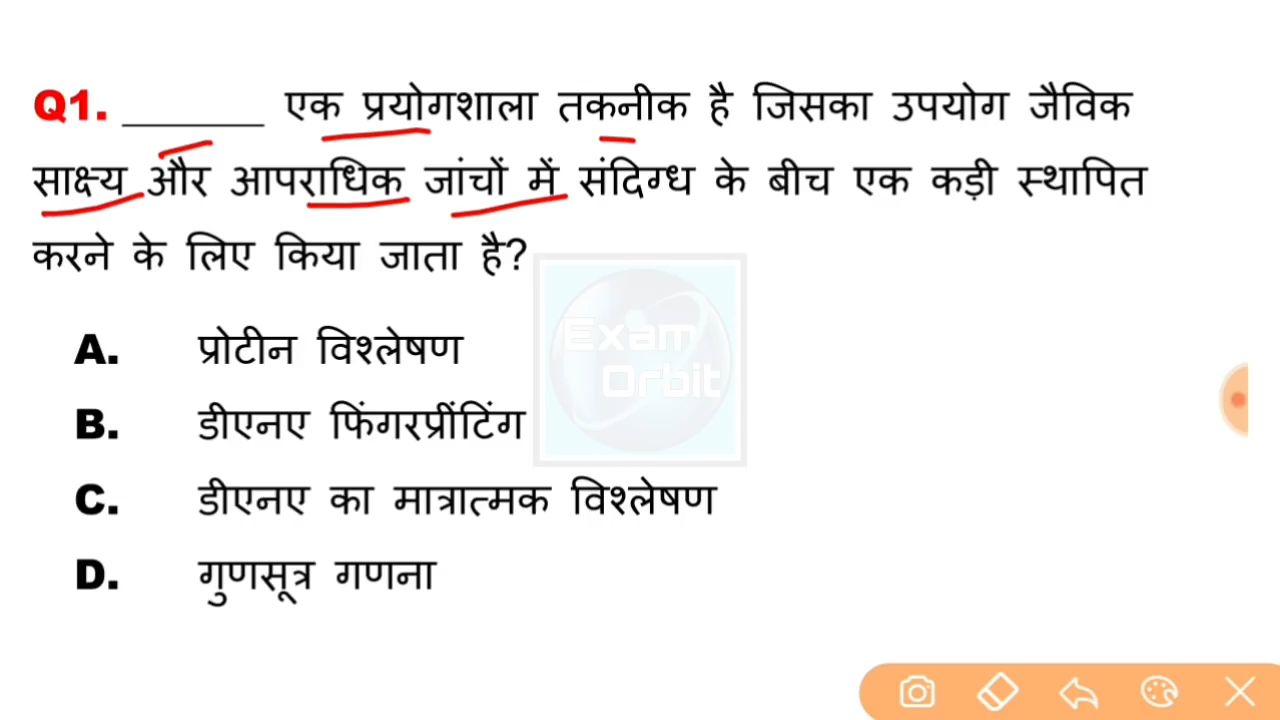 Q1. ______ एक प्रयोगशाला तकनीक है जिसका उपयोग जैविक
साक्ष्य और आपराधिक जांचों में संदिग्ध के बीच एक कड़ी स्थापित
करने के लिए किया जाता है?
Exam
Orbit
A. प्रोटीन विश्लेषण
B. डीएनए फिंगरप्रींटिंग
C. डीएनए का मात्रात्मक विश्लेषण
D. गुणसूत्र गणना